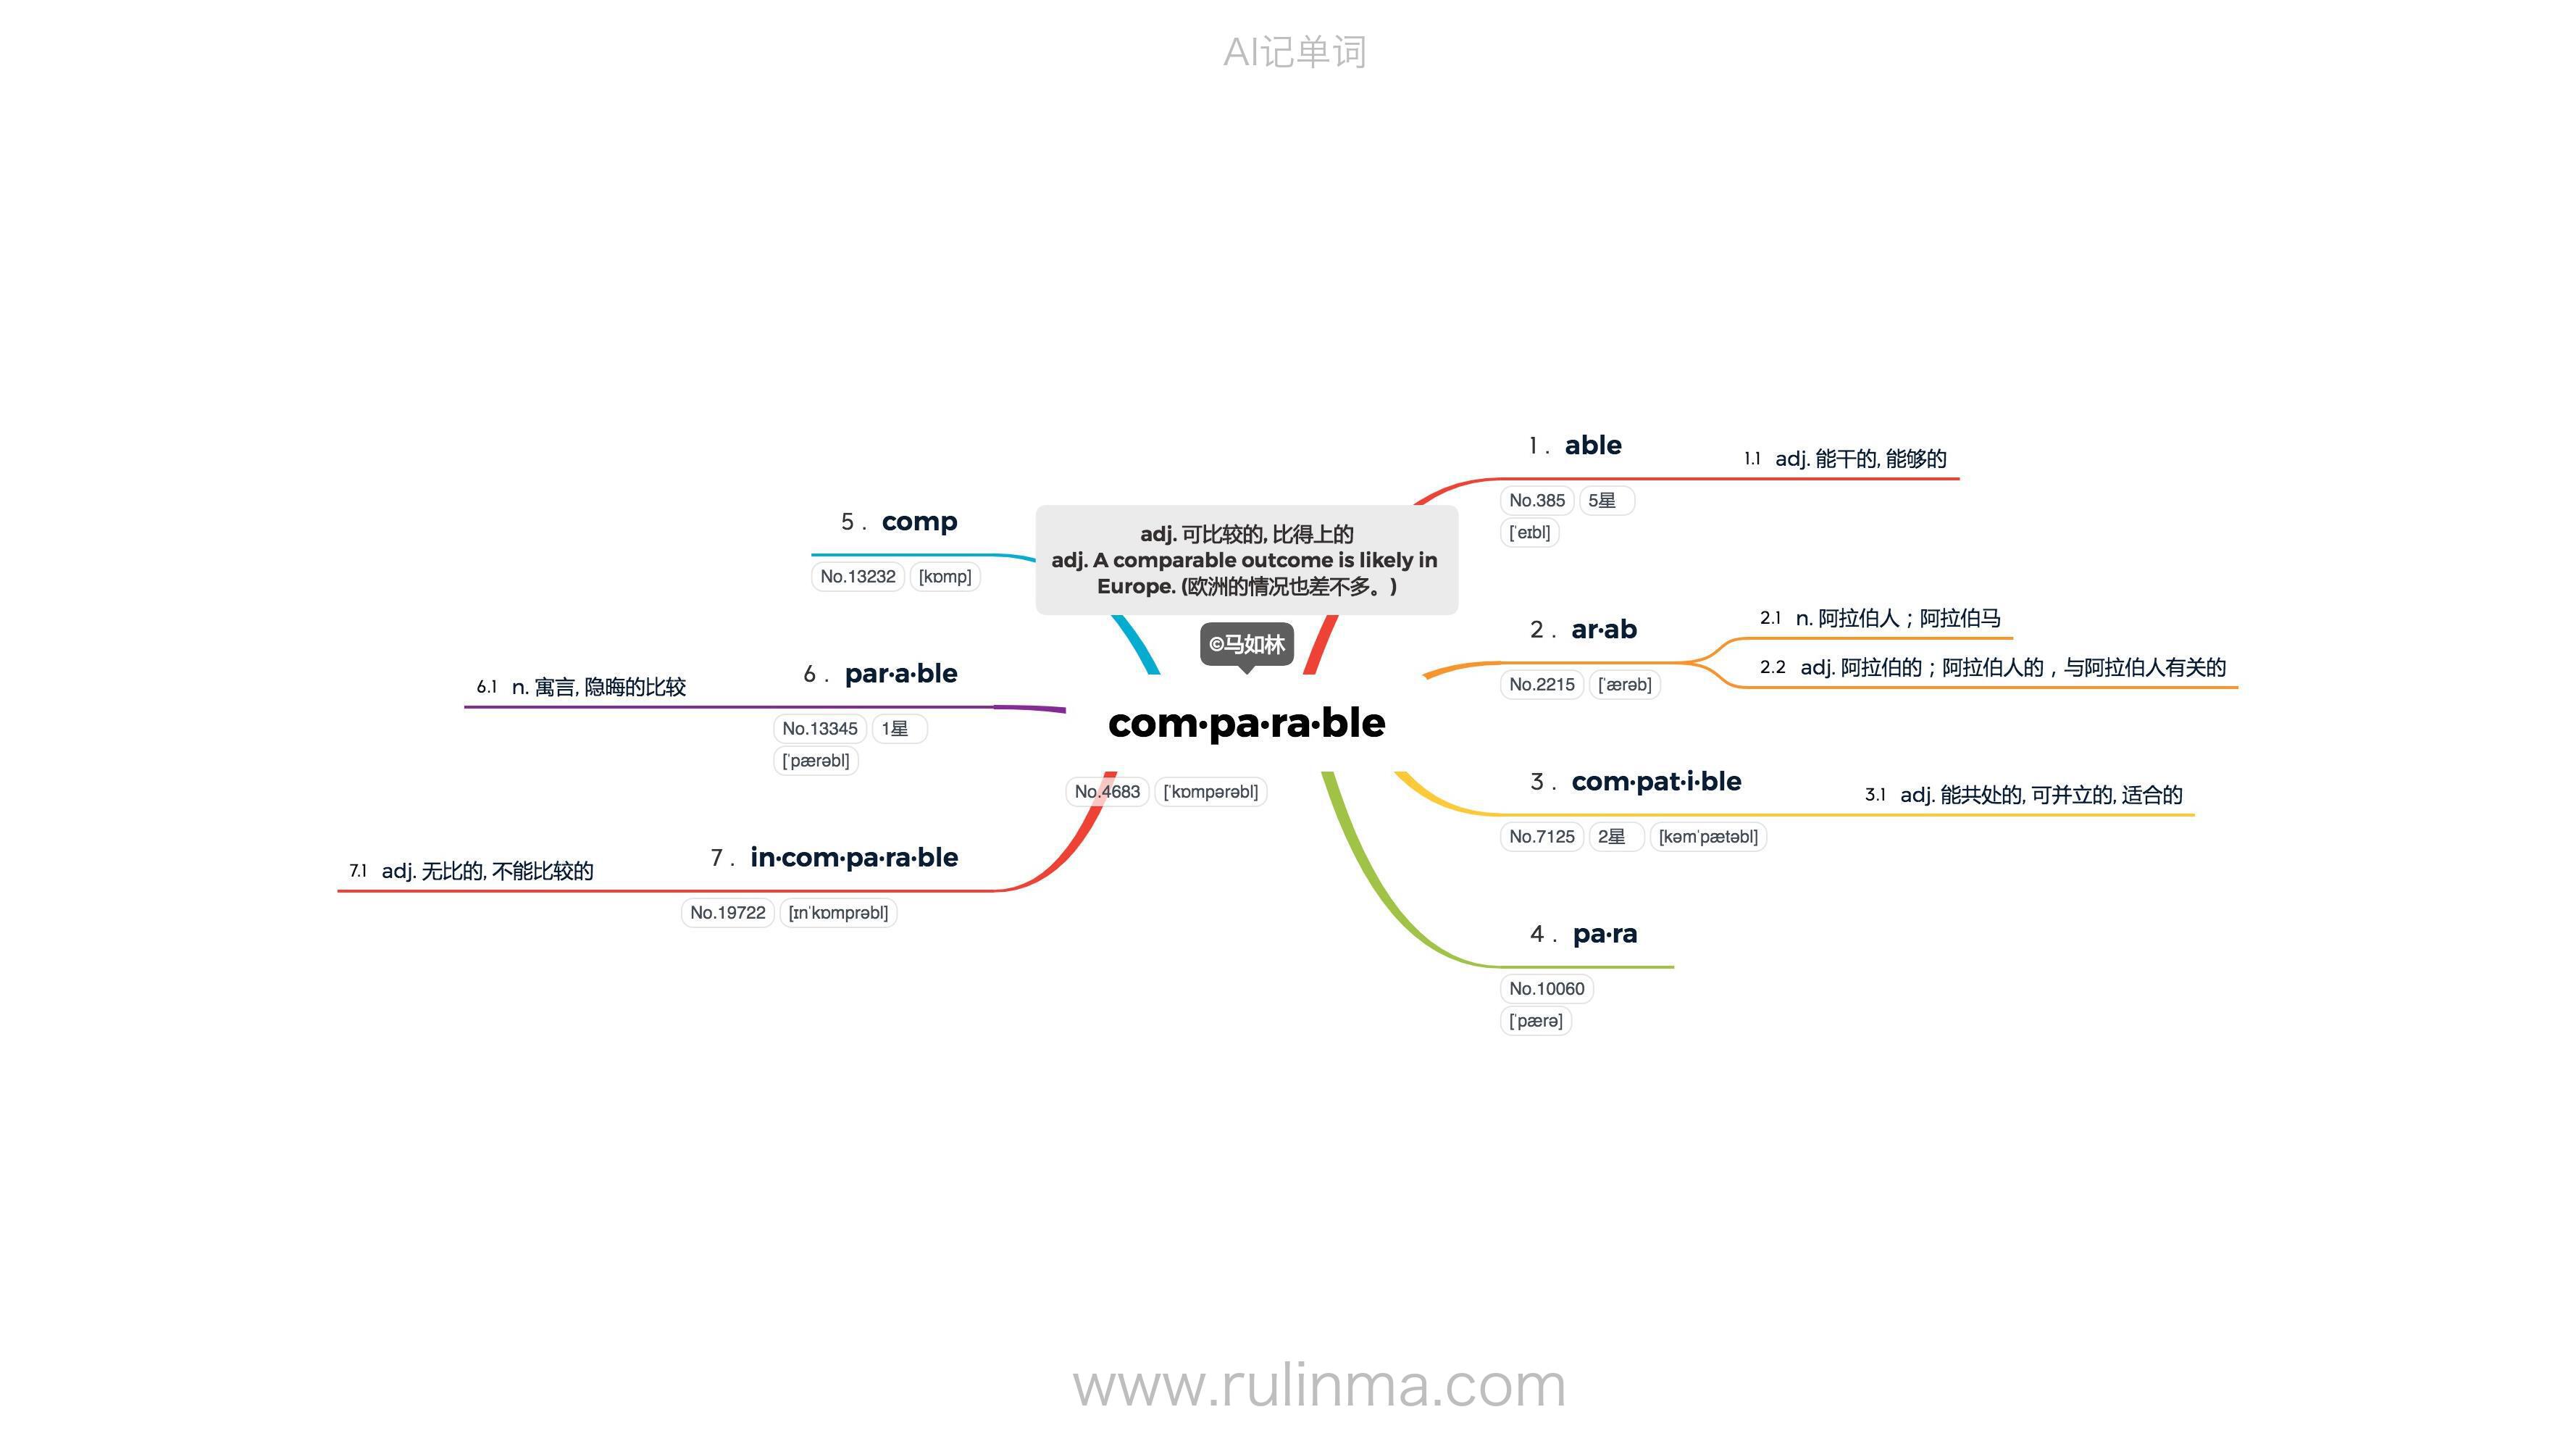 AI记单词
adj. 可比较的, 比得上的
adj. A comparable outcome is likely in
Europe. (欧洲的情况也差不多。)
©马如林
com·pa·ra·ble
No.4683 [ˈkɒmpərəbl]
1. able
No.385 5星
[ˈeɪbl]
1.1 adj. 能干的, 能够的
2. ar·ab
No.2215 [ˈærəb]
2.1 n. 阿拉伯人；阿拉伯马
2.2 adj. 阿拉伯的；阿拉伯人的，与阿拉伯人有关的
3. com·pat·i·ble
No.7125 2星 [kəmˈpætəbl]
3.1 adj. 能共处的, 可并立的, 适合的
4. pa·ra
No.10060
[ˈpærə]
5. comp
No.13232 [kɒmp]
6. par·a·ble
No.13345 1星
[ˈpærəbl]
6.1 n. 寓言, 隐晦的比较
7. in·com·pa·ra·ble
No.19722 [ɪnˈkɒmprəbl]
7.1 adj. 无比的, 不能比较的
www.rulinma.com